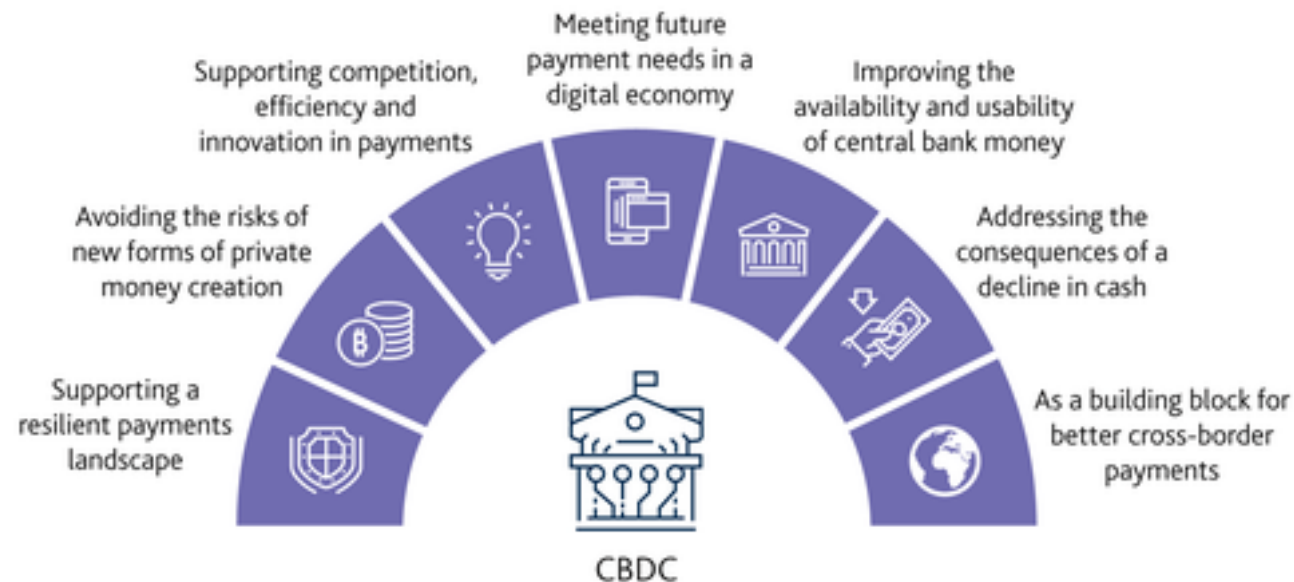 Meeting future
payment needs in a
digital economy
Supporting competition,
efficiency and
innovation in payments
Improving the
availability and usability
of central bank money
Avoiding the risks of
new forms of private
money creation
Addressing the
consequences of a
decline in cash
Supporting a
resilient payments
landscape
As a building block for
better cross-border
payments
B
CBDC